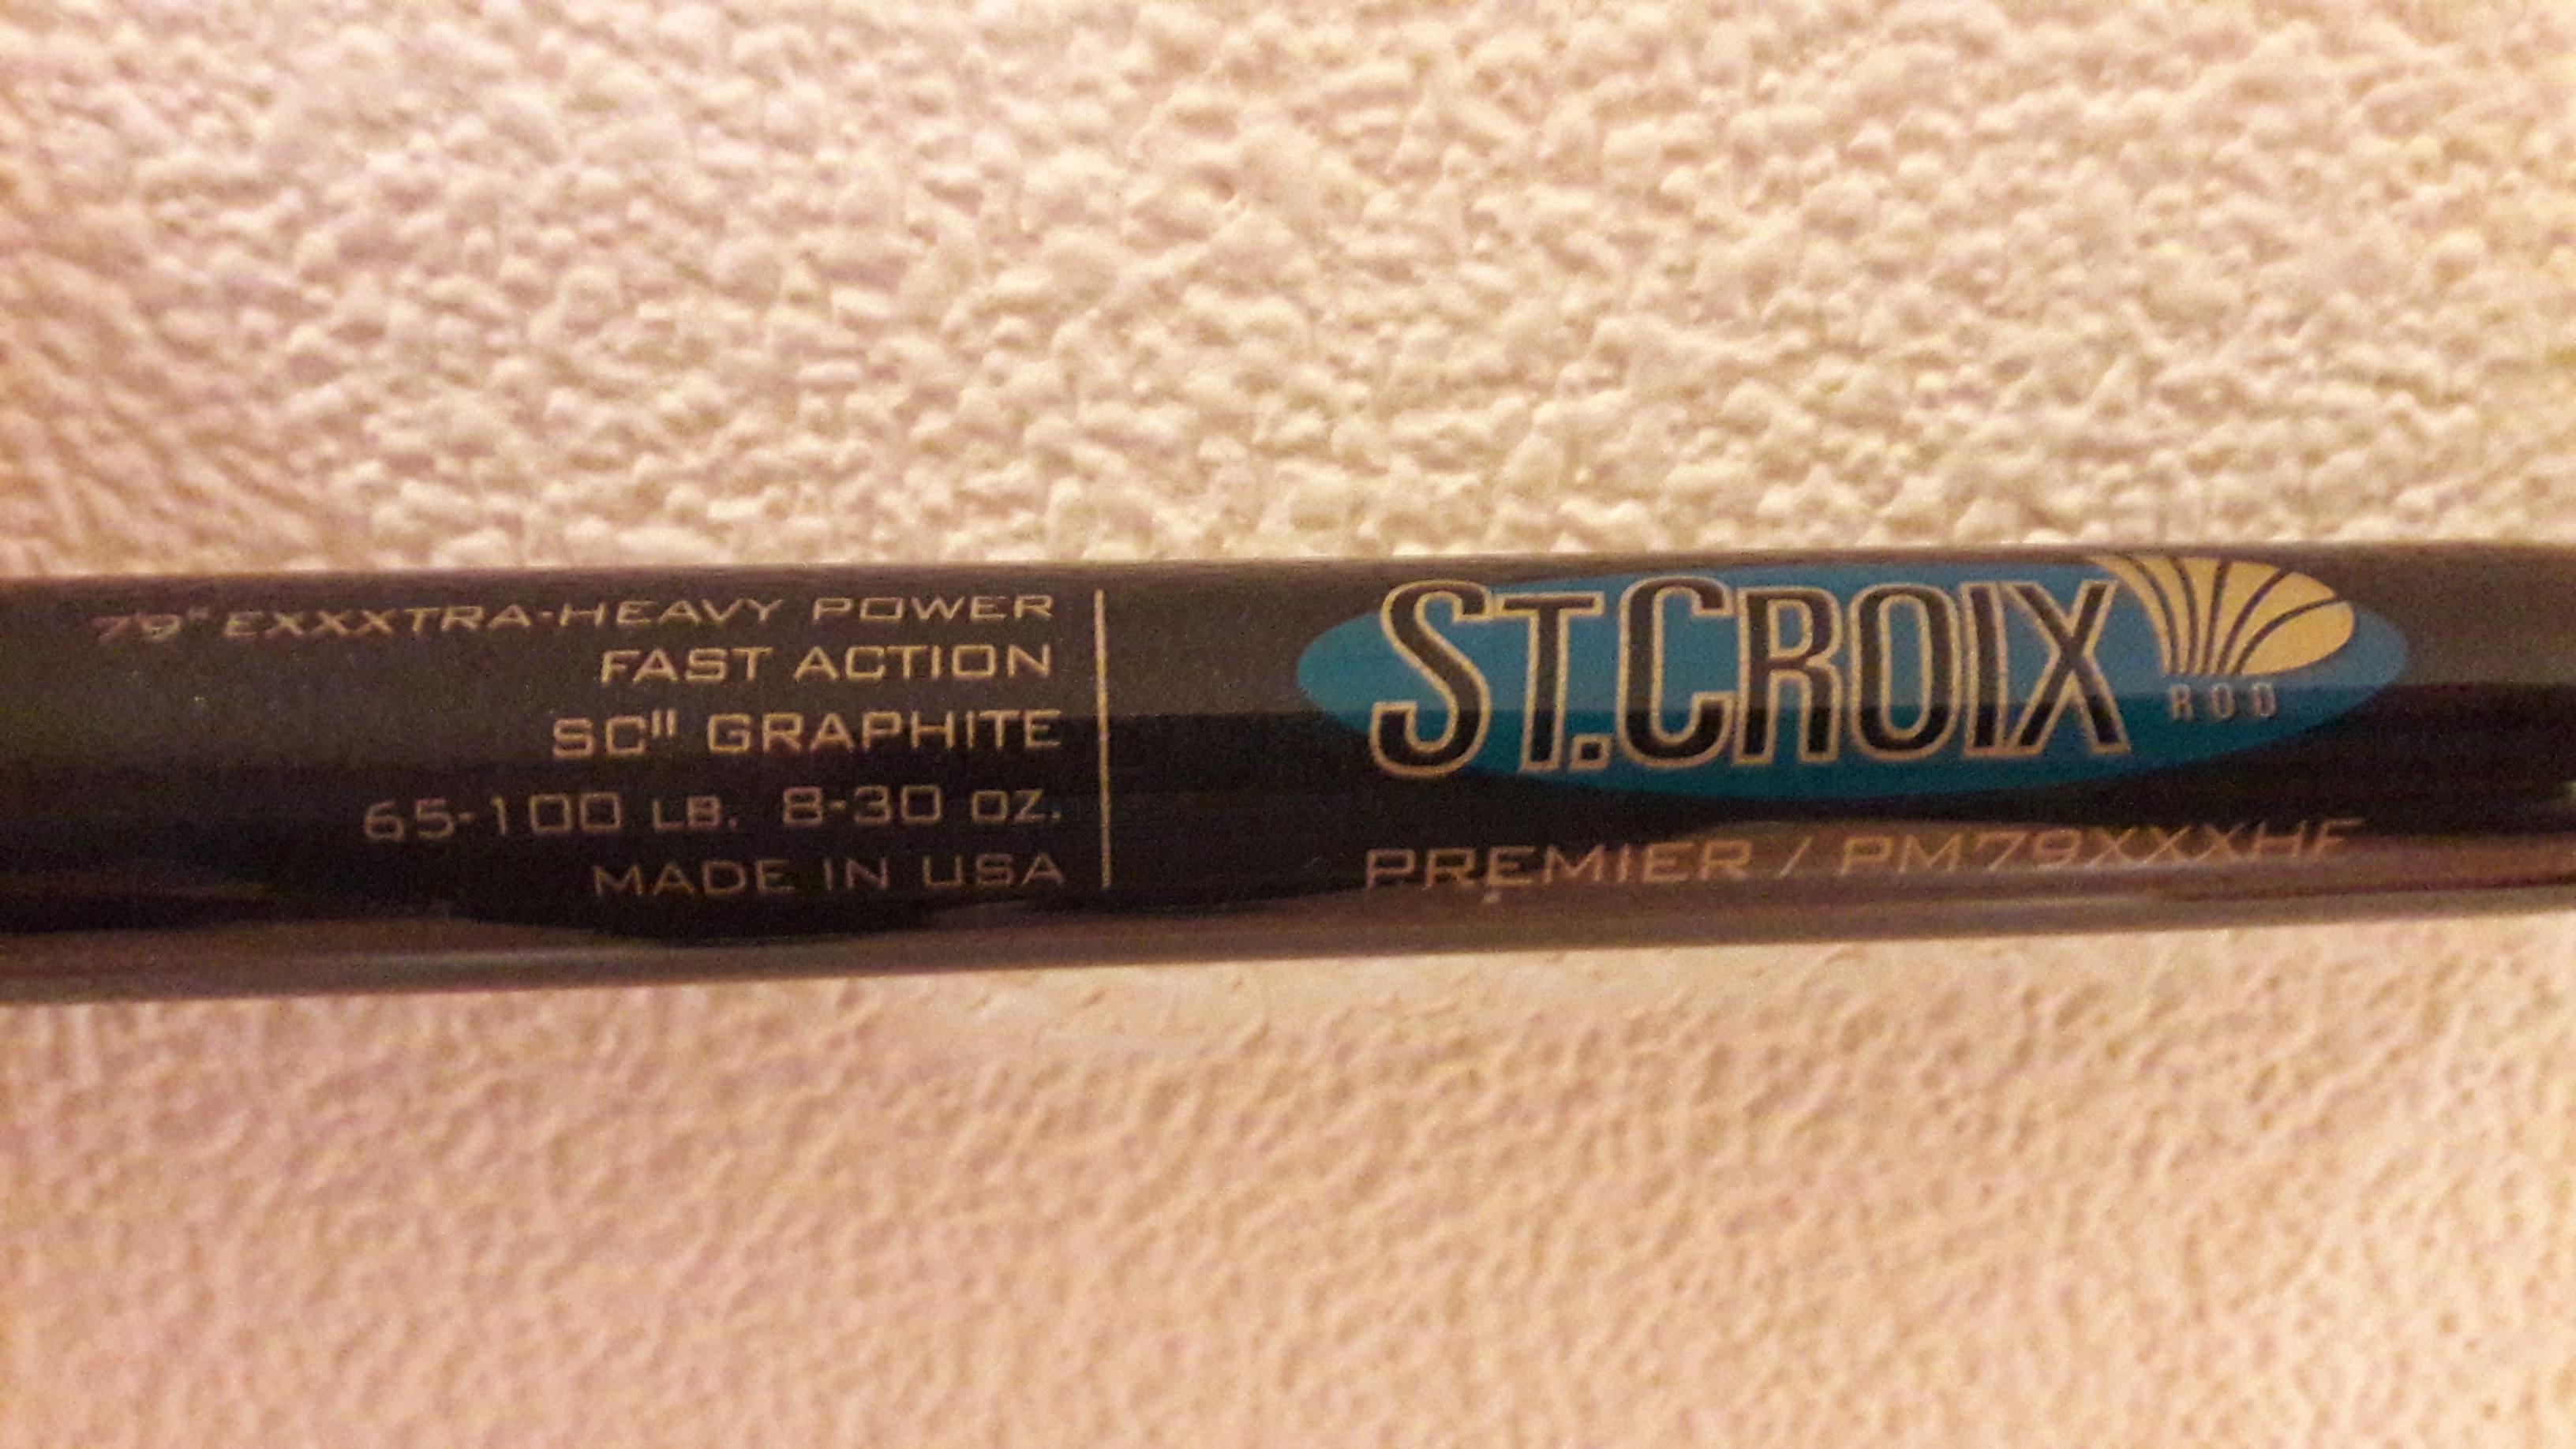 7'9" EXXXTRA-HEAVY POWER
FAST ACTION
SCII GRAPHITE
65-100 LB. 8-30 OZ.
MADE IN USA
ST.CROIX
ROD
PREMIER / PM79XXXHF